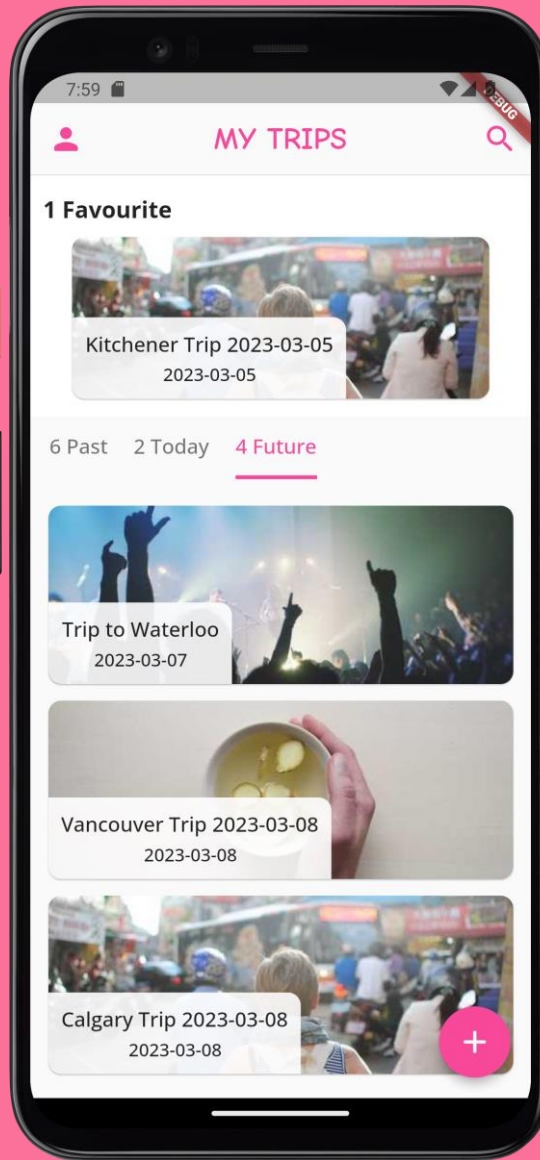 7:59
DEBUG
MY TRIPS
1 Favourite
Kitchener Trip 2023-03-05
2023-03-05
6 Past 2 Today 4 Future
Trip to Waterloo
2023-03-07
Vancouver Trip 2023-03-08
2023-03-08
Calgary Trip 2023-03-08
2023-03-08
+